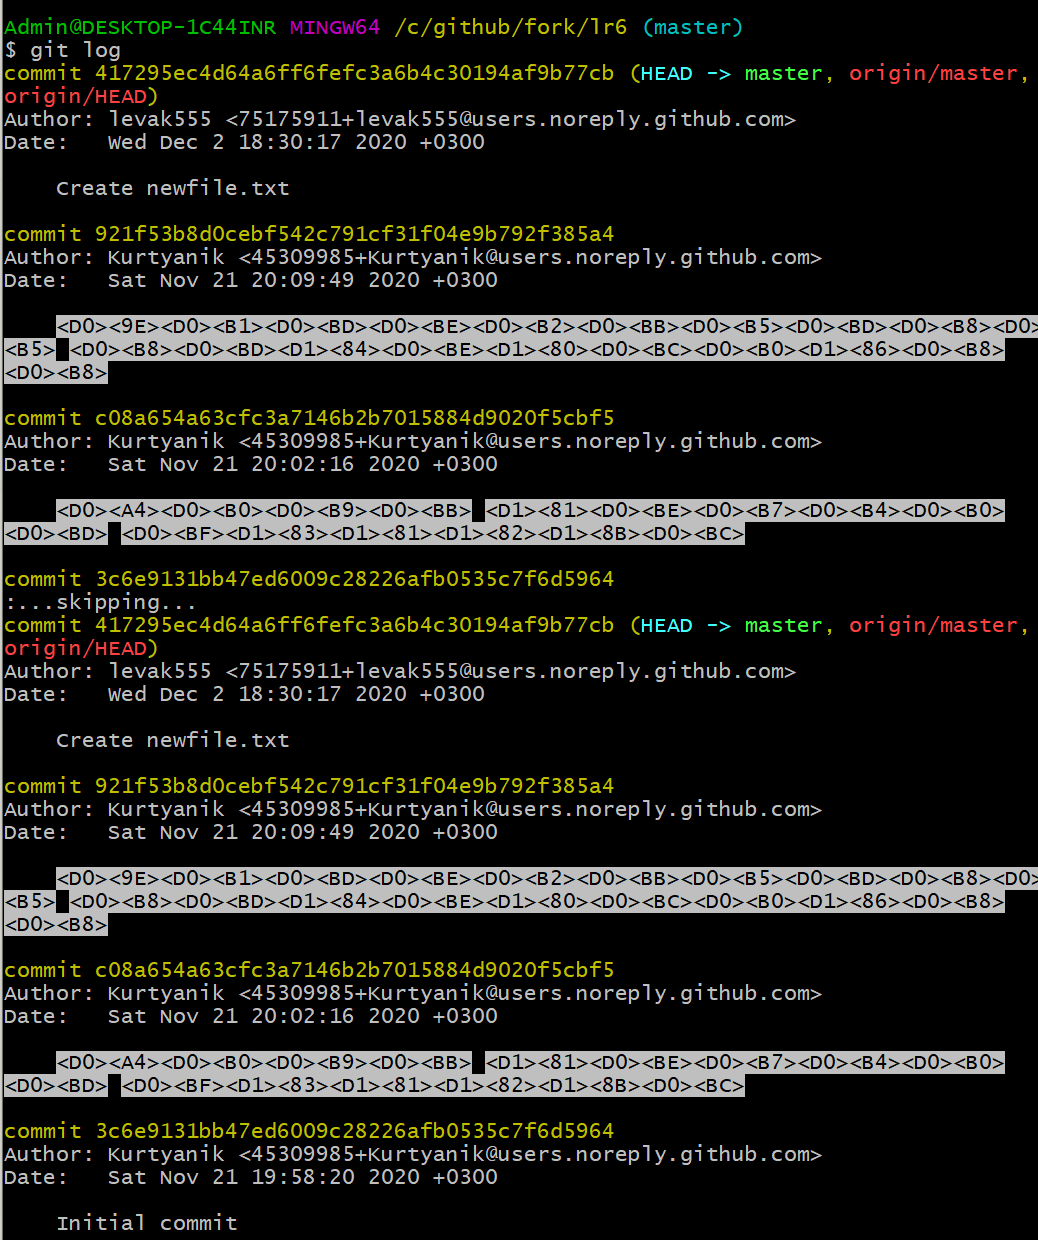 Admin@DESKTOP-1C44INR MINGW64 /c/github/fork/lr6 (master)
$ git log
commit 417295ec4d64a6ff6fefc3a6b4c30194af9b77cb (HEAD -> master, origin/master,
origin/HEAD)
Author: levak555 <75175911+levak555@users.noreply.github.com>
Date:   Wed Dec 2 18:30:17 2020 +0300
    Create newfile.txt
commit 921f53b8d0cebf542c791cf31f04e9b792f385a4
Author: Kurtyanik <45309985+Kurtyanik@users.noreply.github.com>
Date:   Sat Nov 21 20:09:49 2020 +0300
    <D0><9E><D0><B1><D0><BD><D0><BE><D0><B2><D0><BB><D0><B5><D0><BD><D0><B8><D0>
<B5> <D0><B8><D0><BD><D1><84><D0><BE><D1><80><D0><BC><D0><B0><D1><86><D0><B8>
<D0><B8>
commit c08a654a63cfc3a7146b2b7015884d9020f5cbf5
Author: Kurtyanik <45309985+Kurtyanik@users.noreply.github.com>
Date:   Sat Nov 21 20:02:16 2020 +0300
    <D0><A4><D0><B0><D0><B9><D0><BB> <D1><81><D0><BE><D0><B7><D0><B4><D0><B0>
<D0><BD> <D0><BF><D1><83><D1><81><D1><82><D1><8B><D0><BC>
commit 3c6e9131bb47ed6009c28226afb0535c7f6d5964
:...skipping...
commit 417295ec4d64a6ff6fefc3a6b4c30194af9b77cb (HEAD -> master, origin/master,
origin/HEAD)
Author: levak555 <75175911+levak555@users.noreply.github.com>
Date:   Wed Dec 2 18:30:17 2020 +0300
    Create newfile.txt
commit 921f53b8d0cebf542c791cf31f04e9b792f385a4
Author: Kurtyanik <45309985+Kurtyanik@users.noreply.github.com>
Date:   Sat Nov 21 20:09:49 2020 +0300
    <D0><9E><D0><B1><D0><BD><D0><BE><D0><B2><D0><BB><D0><B5><D0><BD><D0><B8><D0>
<B5> <D0><B8><D0><BD><D1><84><D0><BE><D1><80><D0><BC><D0><B0><D1><86><D0><B8>
<D0><B8>
commit c08a654a63cfc3a7146b2b7015884d9020f5cbf5
Author: Kurtyanik <45309985+Kurtyanik@users.noreply.github.com>
Date:   Sat Nov 21 20:02:16 2020 +0300
    <D0><A4><D0><B0><D0><B9><D0><BB> <D1><81><D0><BE><D0><B7><D0><B4><D0><B0>
<D0><BD> <D0><BF><D1><83><D1><81><D1><82><D1><8B><D0><BC>
commit 3c6e9131bb47ed6009c28226afb0535c7f6d5964
Author: Kurtyanik <45309985+Kurtyanik@users.noreply.github.com>
Date:   Sat Nov 21 19:58:20 2020 +0300
    Initial commit